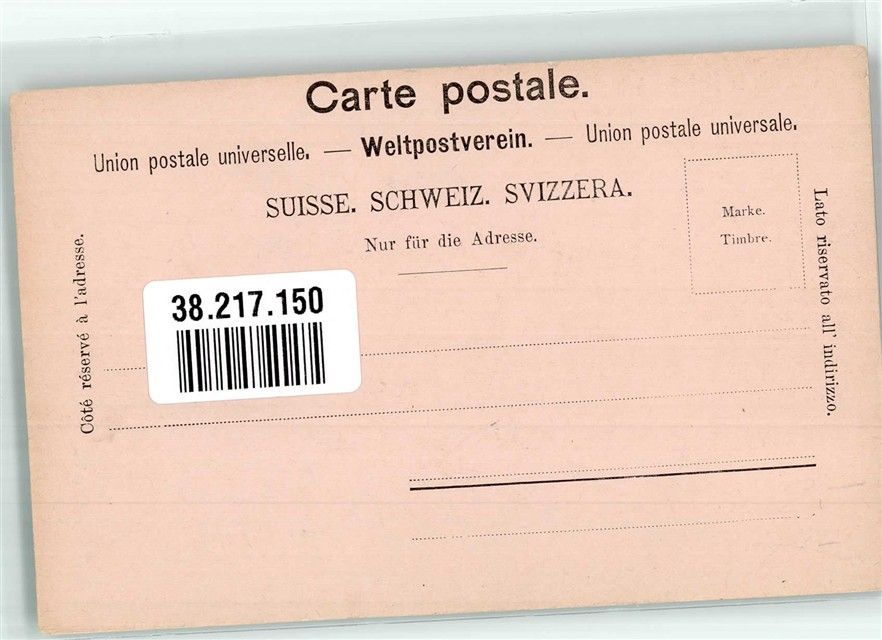 Carte postale.
Union postale universelle. — Weltpostverein. — Union postale universale.
SUISSE. SCHWEIZ. SVIZZERA.
Nur für die Adresse.
Marke.
Timbre.
Côté réservé à l'adresse.
Lato riservato all' indirizzo.
38.217.150